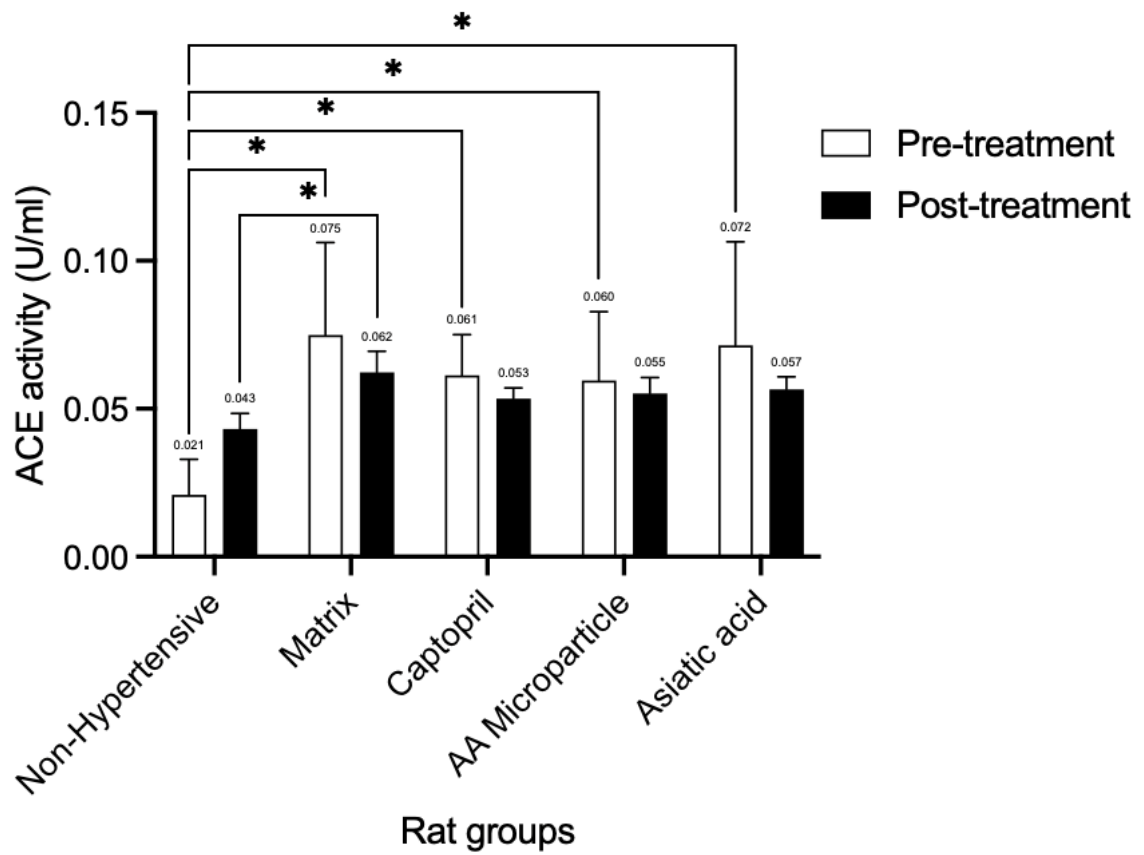 *
*
*
*
*
0.15
0.10
0.05
0.00
ACE activity (U/ml)
Pre-treatment
Post-treatment
0.021
0.043
0.075
0.062
0.061
0.053
0.060
0.055
0.072
0.057
Non-Hypertensive
Matrix
Captopril
AA Microparticle
Asiatic acid
Rat groups